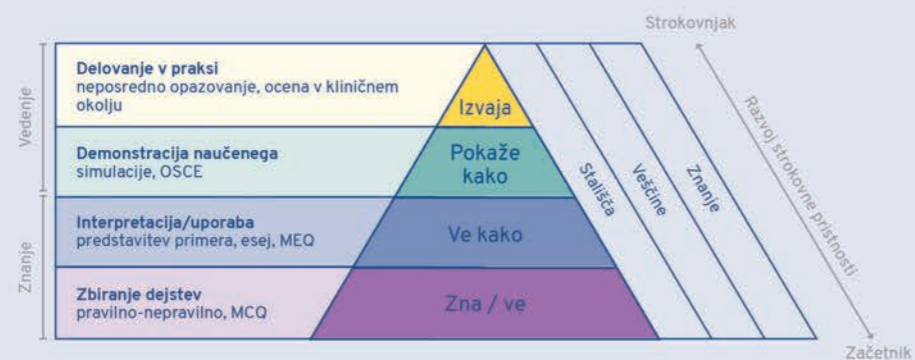 Strokovnjak
Vedenje
Delovanje v praksi
neposredno opazovanje, ocena v kliničnem
okolju
Izvaja
Demonstracija naučenega
simulacije, OSCE
Pokaže
kako
Znanje
Interpretacija/uporaba
predstavitev primera, esej, MEQ
Ve kako
Zbiranje dejstev
pravilno-nepravilno, MCQ
Zna / ve
Stališča
Veščine
Znanje
Razvoj strokovne pristnosti
Začetnik